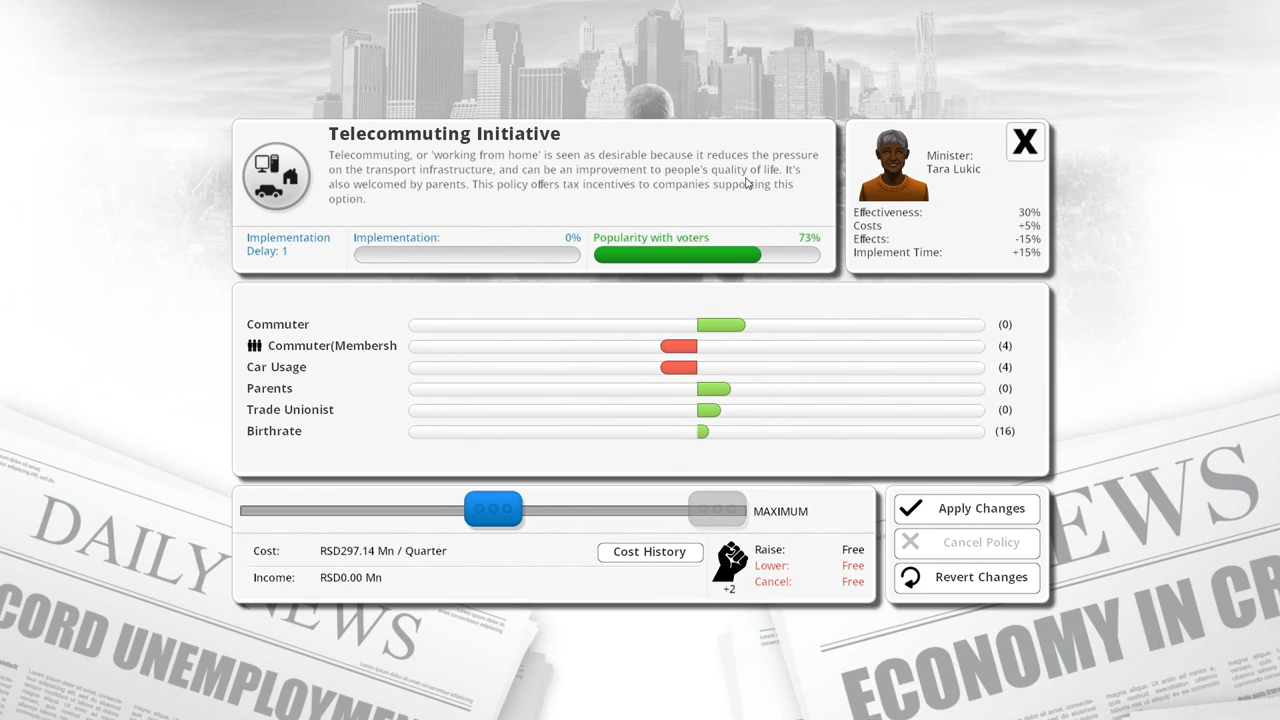 Telecommuting Initiative
Telecommuting, or 'working from home' is seen as desirable because it reduces the pressure
on the transport infrastructure, and can be an improvement to people's quality of life. It's
also welcomed by parents. This policy offers tax incentives to companies supporting this
option.
Implementation
Delay: 1
Implementation: 0%
Popularity with voters 73%
X
Minister:
Tara Lukic
Effectiveness: 30%
Costs +5%
Effects: -15%
Implement Time: +15%
Commuter (0)
Commuter(Membersh (4)
Car Usage (4)
Parents (0)
Trade Unionist (0)
Birthrate (16)
MAXIMUM
Cost: RSD297.14 Mn / Quarter
Cost History
Income: RSD0.00 Mn
+2
Raise: Free
Lower: Free
Cancel: Free
Apply Changes
Cancel Policy
Revert Changes
DAILY NEWS
CORD UNEMPLOYM
NEWS
ECONOMY IN CR